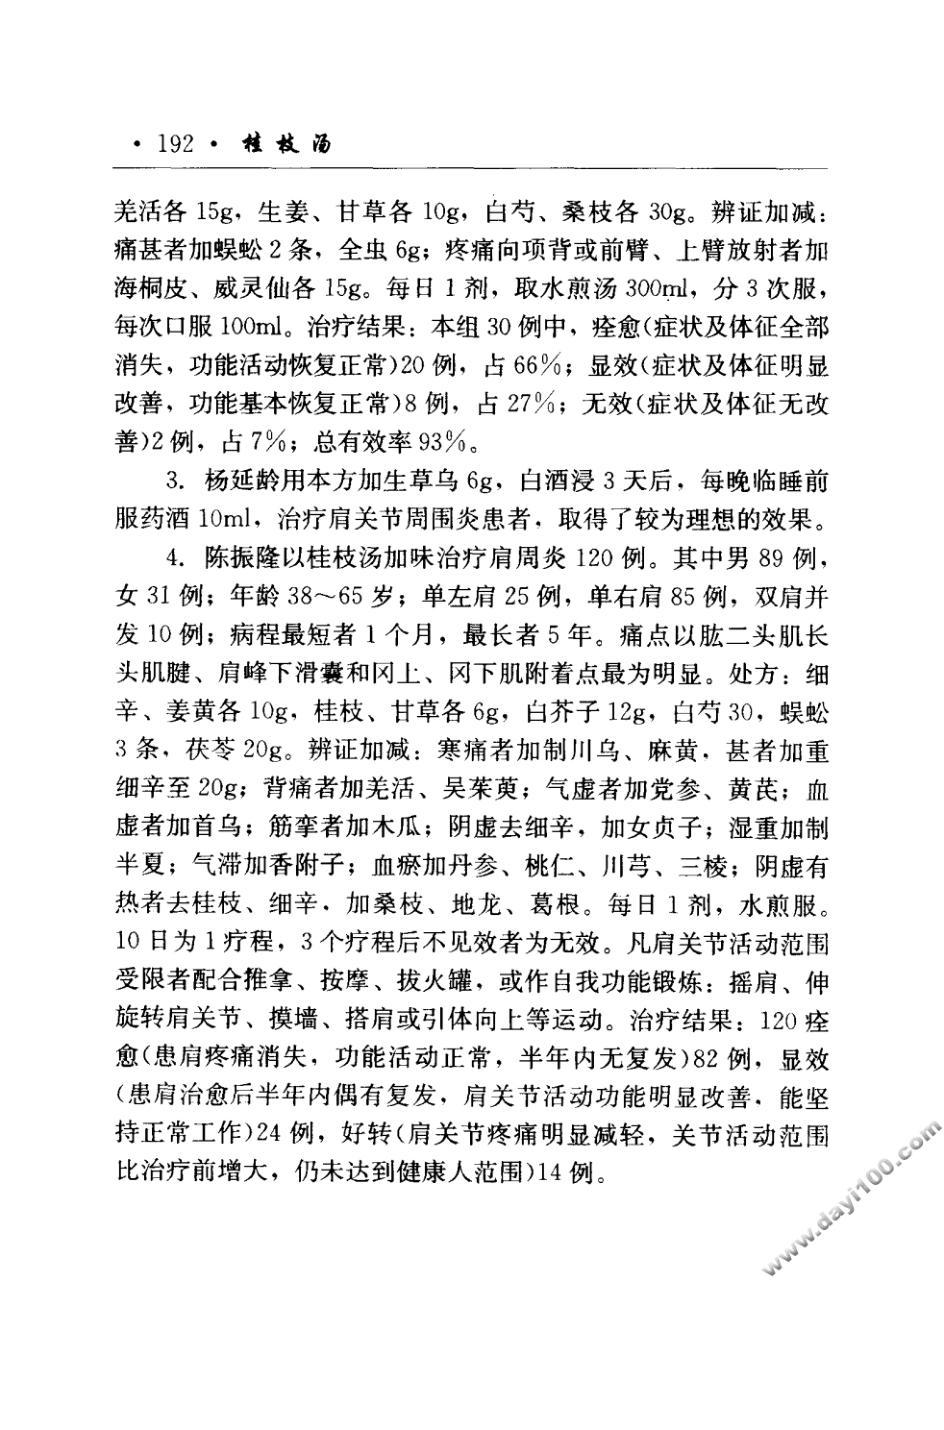 · 192 · 桂枝汤
羌活各 15g，生姜、甘草各 10g，白芍、桑枝各 30g。辨证加减：
痛甚者加蜈蚣 2 条，全虫 6g；疼痛向项背或前臂、上臂放射者加
海桐皮、威灵仙各 15g。每日 1 剂，取水煎汤 300ml，分 3 次服，
每次口服 100ml。治疗结果：本组 30 例中，痊愈(症状及体征全部
消失，功能活动恢复正常)20 例，占 66%；显效(症状及体征明显
改善，功能基本恢复正常)8 例，占 27%；无效(症状及体征无改
善)2 例，占 7%；总有效率 93%。
3．杨延龄用本方加生草乌 6g，白酒浸 3 天后，每晚临睡前
服药酒 10ml，治疗肩关节周围炎患者，取得了较为理想的效果。
4．陈振隆以桂枝汤加味治疗肩周炎 120 例。其中男 89 例，
女 31 例；年龄 38～65 岁；单左肩 25 例，单右肩 85 例，双肩并
发 10 例；病程最短者 1 个月，最长者 5 年。痛点以肱二头肌长
头肌腱、肩峰下滑囊和冈上、冈下肌附着点最为明显。处方：细
辛、姜黄各 10g，桂枝、甘草各 6g，白芥子 12g，白芍 30，蜈蚣
3 条，茯苓 20g。辨证加减：寒痛者加制川乌、麻黄，甚者加重
细辛至 20g；背痛者加羌活、吴茱萸；气虚者加党参、黄芪；血
虚者加首乌；筋挛者加木瓜；阴虚去细辛，加女贞子；湿重加制
半夏；气滞加香附子；血瘀加丹参、桃仁、川芎、三棱；阴虚有
热者去桂枝、细辛，加桑枝、地龙、葛根。每日 1 剂，水煎服。
10 日为 1 疗程，3 个疗程后不见效者为无效。凡肩关节活动范围
受限者配合推拿、按摩、拔火罐，或作自我功能锻炼：摇肩、伸
旋转肩关节、摸墙、搭肩或引体向上等运动。治疗结果：120 痊
愈(患肩疼痛消失，功能活动正常，半年内无复发)82 例，显效
(患肩治愈后半年内偶有复发，肩关节活动功能明显改善，能坚
持正常工作)24 例，好转(肩关节疼痛明显减轻，关节活动范围
比治疗前增大，仍未达到健康人范围)14 例。
www.dayi100.com